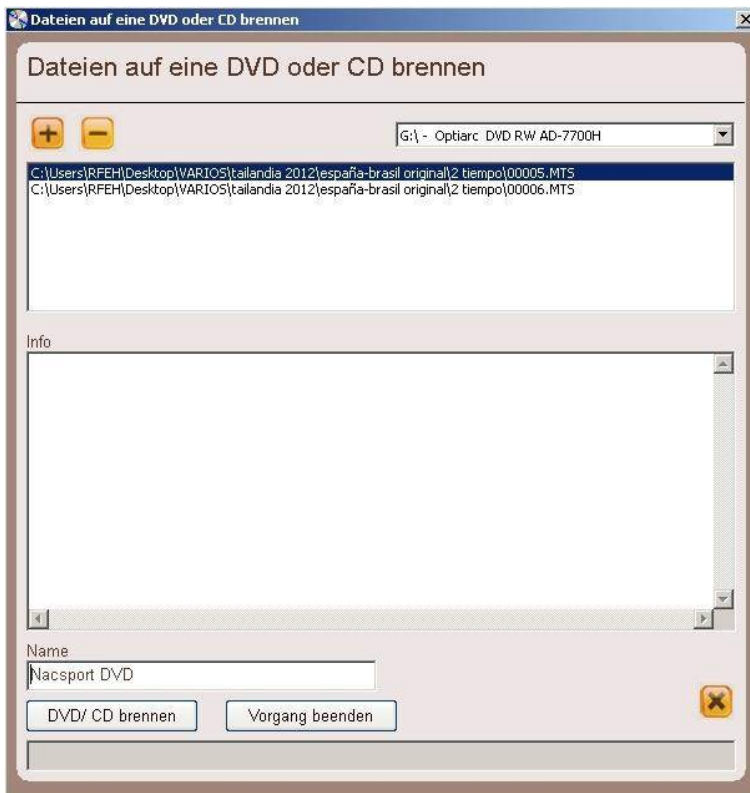 Dateien auf eine DVD oder CD brennen
Dateien auf eine DVD oder CD brennen
G:\ - Optiarc DVD RW AD-7700H
C:\Users\RFEH\Desktop\VARIOS\tailandia 2012\españa-brasil original\2 tiempo\00005.MTS
C:\Users\RFEH\Desktop\VARIOS\tailandia 2012\españa-brasil original\2 tiempo\00006.MTS
Info
Name
Nacsport DVD
DVD/ CD brennen
Vorgang beenden